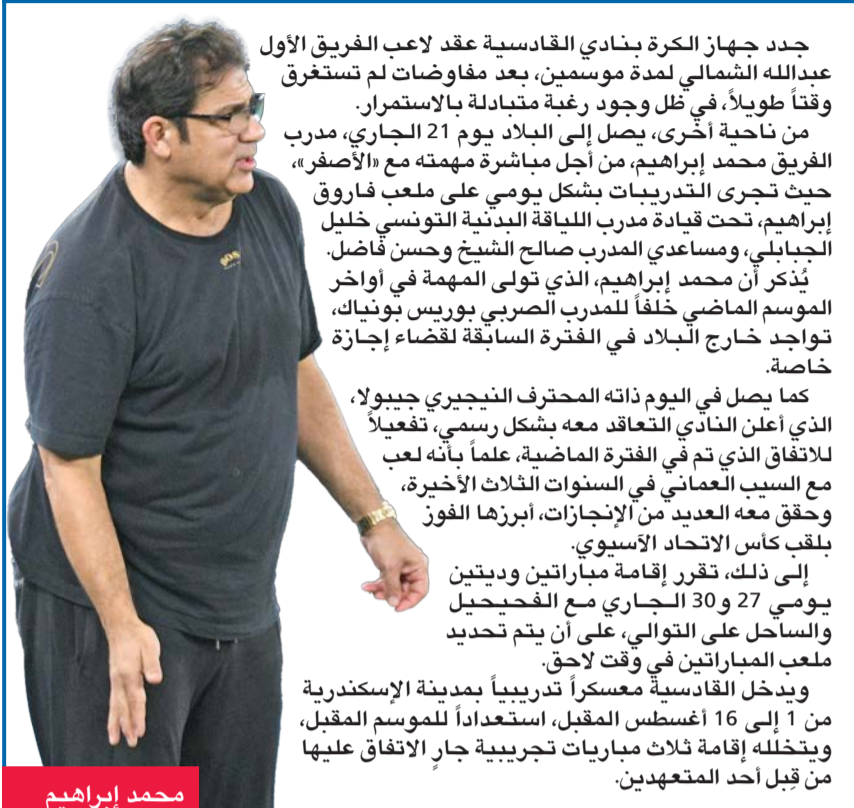 جدد جهاز الكرة بنادي القادسية عقد لاعب الفريق الأول
عبدالله الشمالي لمدة موسمين، بعد مفاوضات لم تستغرق
وقتاً طويلاً، في ظل وجود رغبة متبادلة بالاستمرار.
من ناحية أخرى، يصل إلى البلاد يوم 21 الجاري، مدرب
الفريق محمد إبراهيم، من أجل مباشرة مهمته مع «الأصفر»،
حيث تجرى التدريبات بشكل يومي على ملعب فاروق
إبراهيم، تحت قيادة مدرب اللياقة البدنية التونسي خليل
الجبابلي، ومساعدي المدرب صالح الشيخ وحسن فاضل.
يُذكر أن محمد إبراهيم، الذي تولى المهمة في أواخر
الموسم الماضي خلفاً للمدرب الصربي بوريس بونياك،
تواجد خارج البلاد في الفترة السابقة لقضاء إجازة
خاصة.
كما يصل في اليوم ذاته المحترف النيجيري جيبولا،
الذي أعلن النادي التعاقد معه بشكل رسمي، تفعيلاً
للاتفاق الذي تم في الفترة الماضية، علماً بأنه لعب
مع السيب العماني في السنوات الثلاث الأخيرة،
وحقق معه العديد من الإنجازات، أبرزها الفوز
بلقب كأس الاتحاد الآسيوي.
إلى ذلك، تقرر إقامة مباراتين وديتين
يومي 27 و30 الجاري مع الفحيحيل
والساحل على التوالي، على أن يتم تحديد
ملعب المباراتين في وقت لاحق.
ويدخل القادسية معسكراً تدريبياً بمدينة الإسكندرية
من 1 إلى 16 أغسطس المقبل، استعداداً للموسم المقبل،
ويتخلله إقامة ثلاث مباريات تجريبية جارٍ الاتفاق عليها
من قِبل أحد المتعهدين.
BOSS
محمد إبراهيم